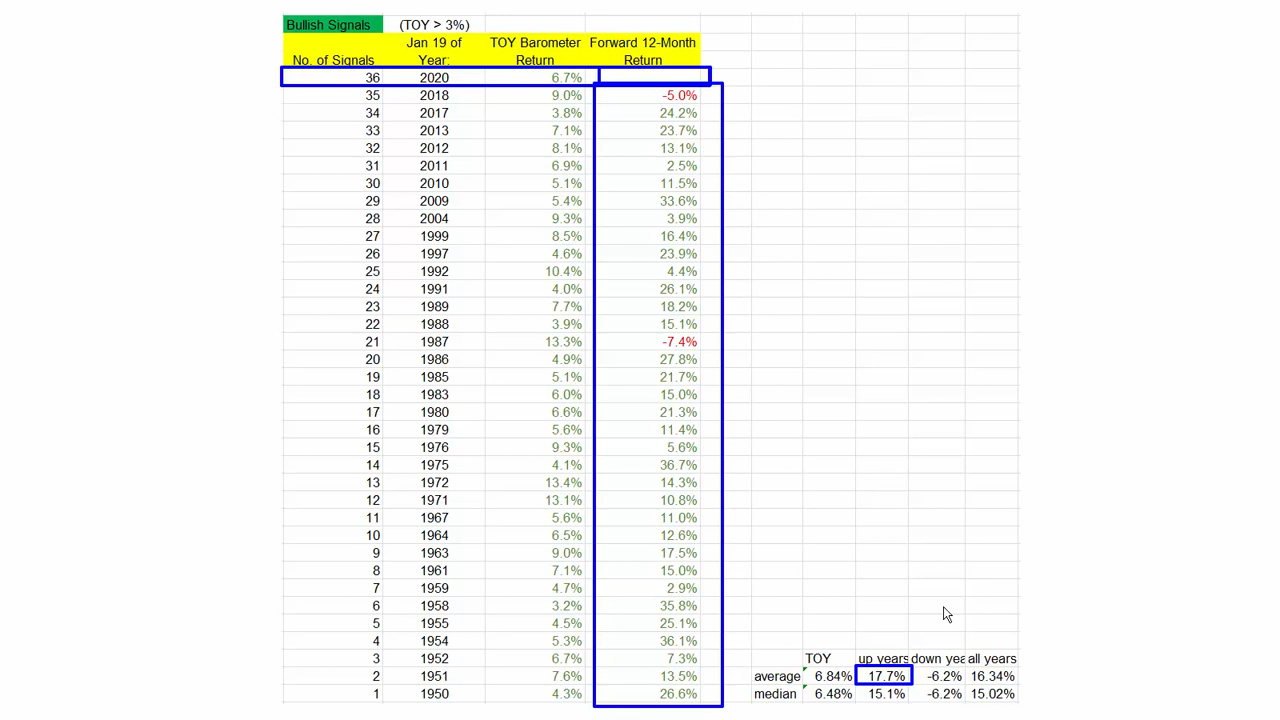 Bullish Signals (TOY > 3%)
Jan 19 of TOY Barometer Forward 12-Month
No. of Signals Year: Return Return
36 2020 6.7%
35 2018 9.0% -5.0%
34 2017 3.8% 24.2%
33 2013 7.1% 23.7%
32 2012 8.1% 13.1%
31 2011 6.9% 2.5%
30 2010 5.1% 11.5%
29 2009 5.4% 33.6%
28 2004 9.3% 3.9%
27 1999 8.5% 16.4%
26 1997 4.6% 23.9%
25 1992 10.4% 4.4%
24 1991 4.0% 26.1%
23 1989 7.7% 18.2%
22 1988 3.9% 15.1%
21 1987 13.3% -7.4%
20 1986 4.9% 27.8%
19 1985 5.1% 21.7%
18 1983 6.0% 15.0%
17 1980 6.6% 21.3%
16 1979 5.6% 11.4%
15 1976 9.3% 5.6%
14 1975 4.1% 36.7%
13 1972 13.4% 14.3%
12 1971 13.1% 10.8%
11 1967 5.6% 11.0%
10 1964 6.5% 12.6%
9 1963 9.0% 17.5%
8 1961 7.1% 15.0%
7 1959 4.7% 2.9%
6 1958 3.2% 35.8%
5 1955 4.5% 25.1%
4 1954 5.3% 36.1%
3 1952 6.7% 7.3% TOY up years down yea all years
2 1951 7.6% 13.5% average 6.84% 17.7% -6.2% 16.34%
1 1950 4.3% 26.6% median 6.48% 15.1% -6.2% 15.02%